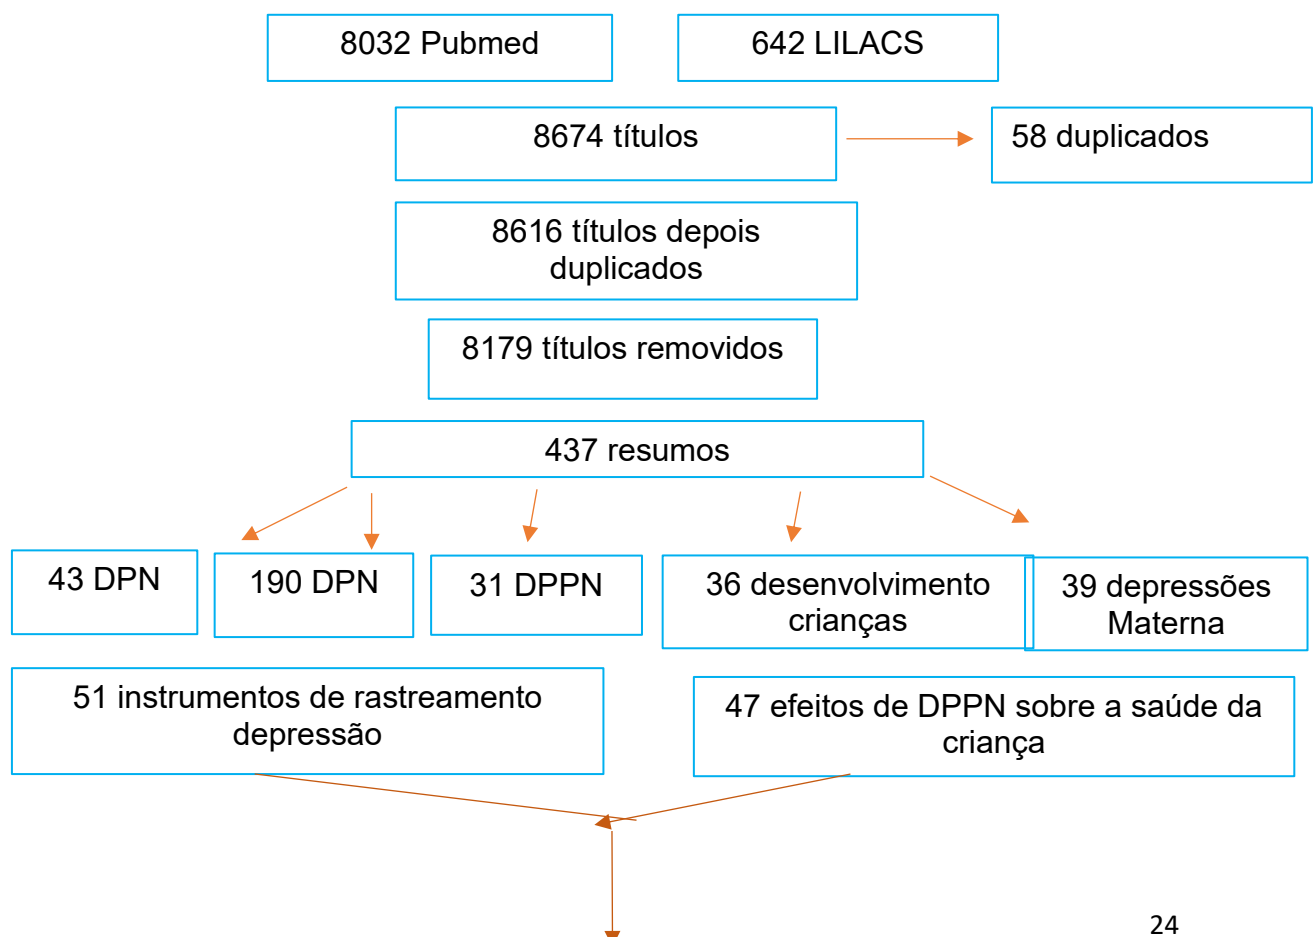 8032 Pubmed
642 LILACS
8674 títulos
58 duplicados
8616 títulos depois
duplicados
8179 títulos removidos
437 resumos
43 DPN
190 DPN
31 DPPN
36 desenvolvimento
crianças
39 depressões
Materna
51 instrumentos de rastreamento
depressão
47 efeitos de DPPN sobre a saúde da
criança
24